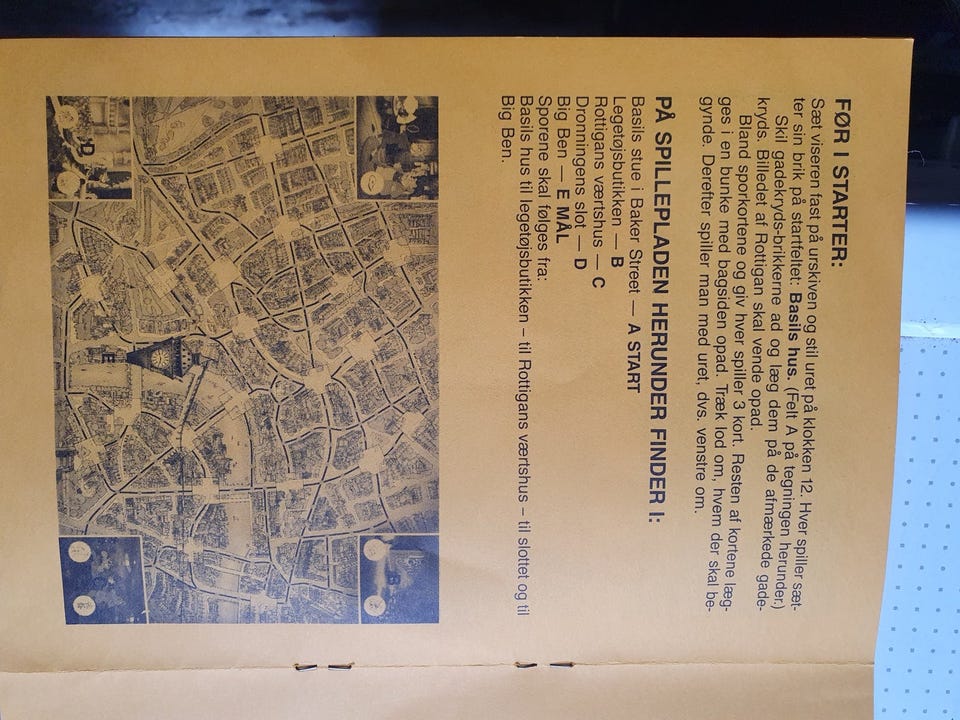 FØR I STARTER:
Sæt viseren fast på urskiven og stil uret på klokken 12. Hver spiller sæt-
ter sin brik på startfeltet: Basils hus. (Felt A på tegningen herunder.)
Skil gadekryds-brikkerne ad og læg dem på de afmærkede gade-
kryds. Billedet af Rottigan skal vende opad.
Bland sporkortene og giv hver spiller 3 kort. Resten af kortene læg-
ges i en bunke med bagsiden opad. Træk lod om, hvem der skal be-
gynde. Derefter spiller man med uret, dvs. venstre om.
PÅ SPILLEPLADEN HERUNDER FINDER I:
Basils stue i Baker Street — A START
Legetøjsbutikken — B
Rottigans værtshus — C
Dronningens slot — D
Big Ben — E MÅL
Sporene skal følges fra:
Basils hus til legetøjsbutikken – til Rottigans værtshus – til slottet og til
Big Ben.
D